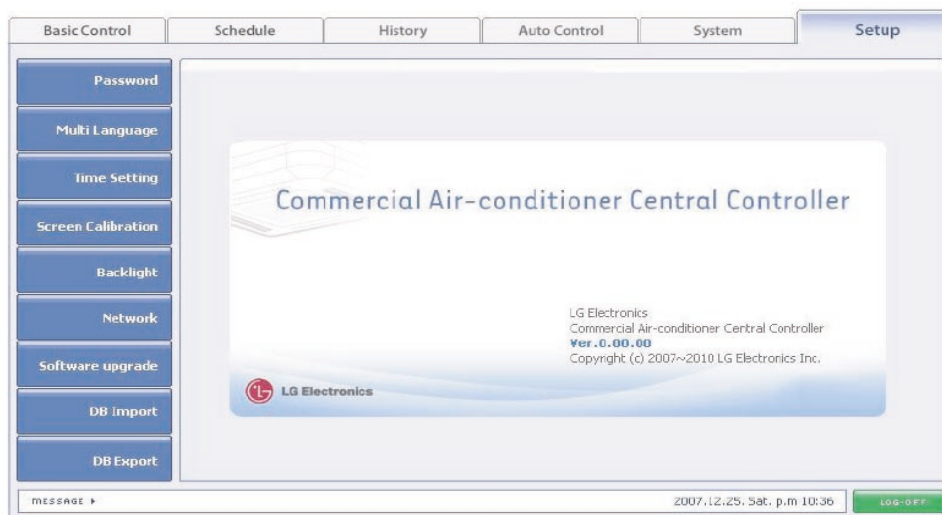 Basic Control
Schedule
History
Auto Control
System
Setup
Password
Multi Language
Time Setting
Screen Calibration
Backlight
Network
Software upgrade
DB Import
DB Export
Commercial Air-conditioner Central Controller
LG Electronics
Commercial Air-conditioner Central Controller
Ver.0.00.00
Copyright (c) 2007~2010 LG Electronics Inc.
LG Electronics
MESSAGE
2007.12.25. Sat. p.m 10:36
LOG-OFF